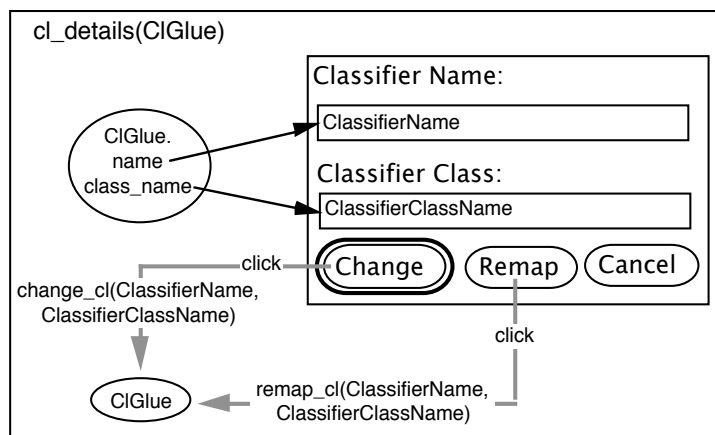 cl_details(ClGlue)
Classifier Name:
ClassifierName
ClGlue.
name
class_name
Classifier Class:
ClassifierClassName
Change
Remap
Cancel
click
change_cl(ClassifierName,
ClassifierClassName)
click
ClGlue
remap_cl(ClassifierName,
ClassifierClassName)